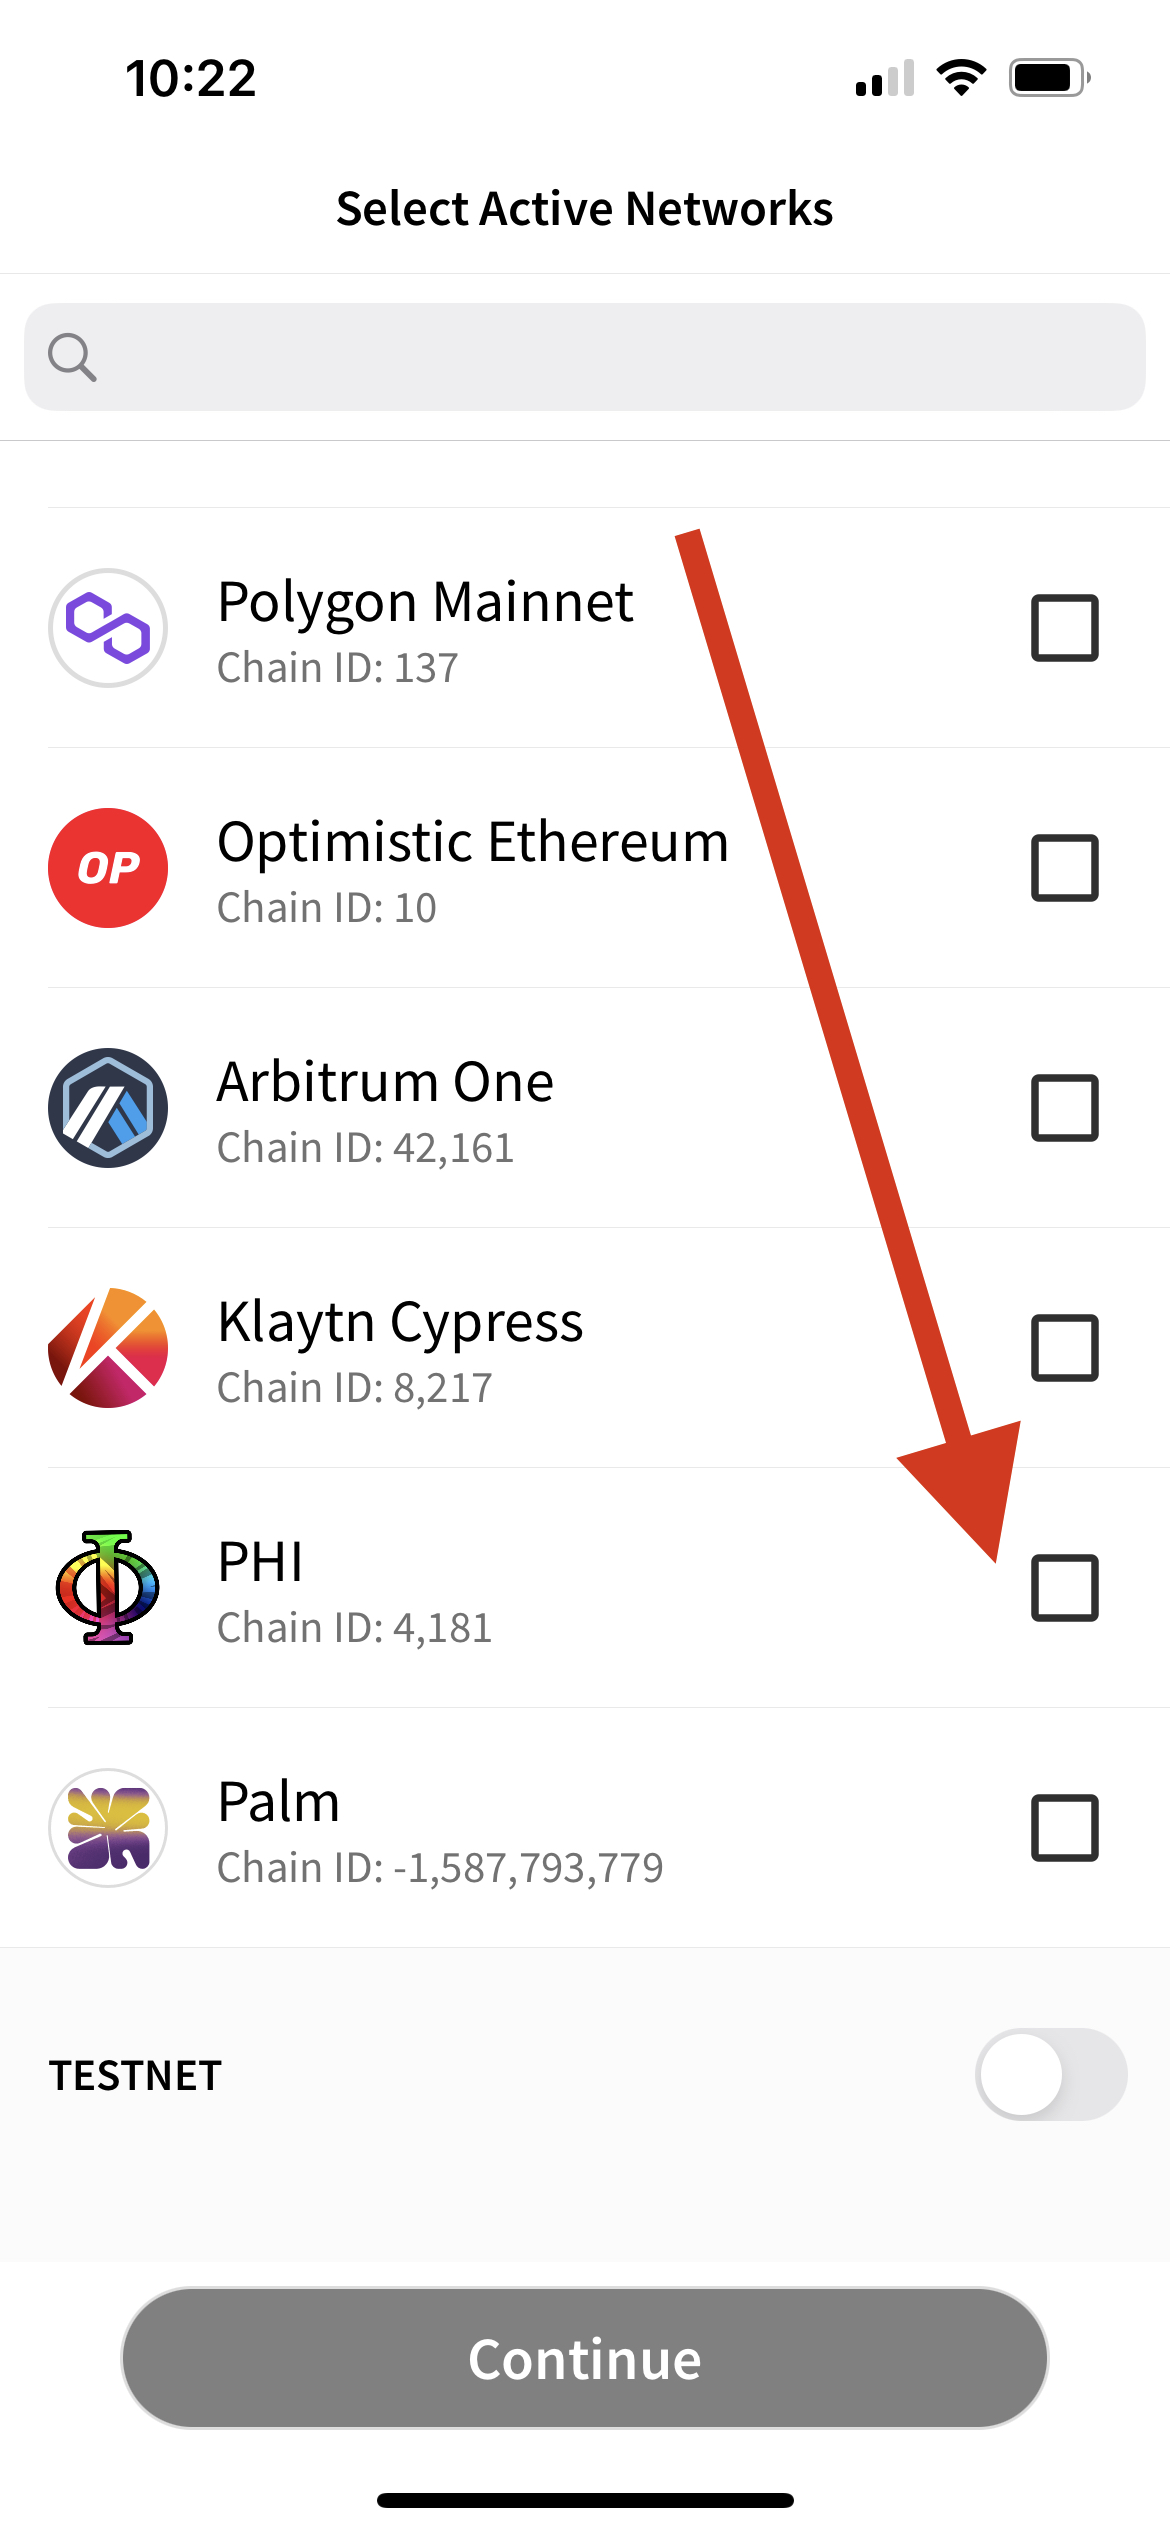 10:22
Select Active Networks
Polygon Mainnet
Chain ID: 137
OP
Optimistic Ethereum
Chain ID: 10
Arbitrum One
Chain ID: 42,161
Klaytn Cypress
Chain ID: 8,217
PHI
Chain ID: 4,181
Palm
Chain ID: -1,587,793,779
TESTNET
Continue